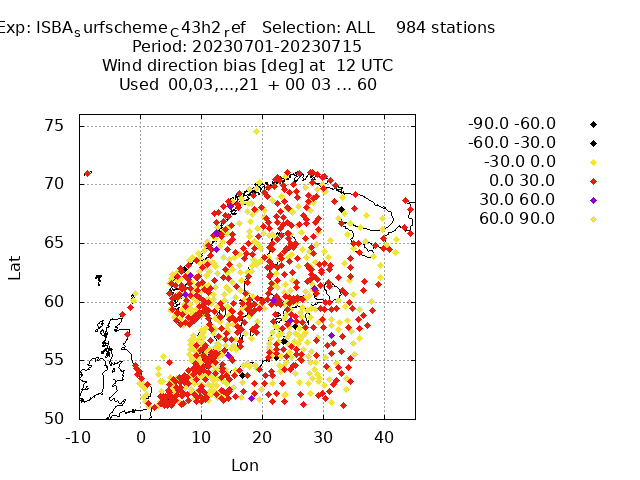 Exp: ISBAsurfschemeC43h2ref Selection: ALL 984 stations
Period: 20230701-20230715
Wind direction bias [deg] at 12 UTC
Used 00,03,...,21 + 00 03 ... 60
-90.0 -60.0
-60.0 -30.0
-30.0 0.0
0.0 30.0
30.0 60.0
60.0 90.0
75
70
65
60
55
50
Lat
-10 0 10 20 30 40
Lon